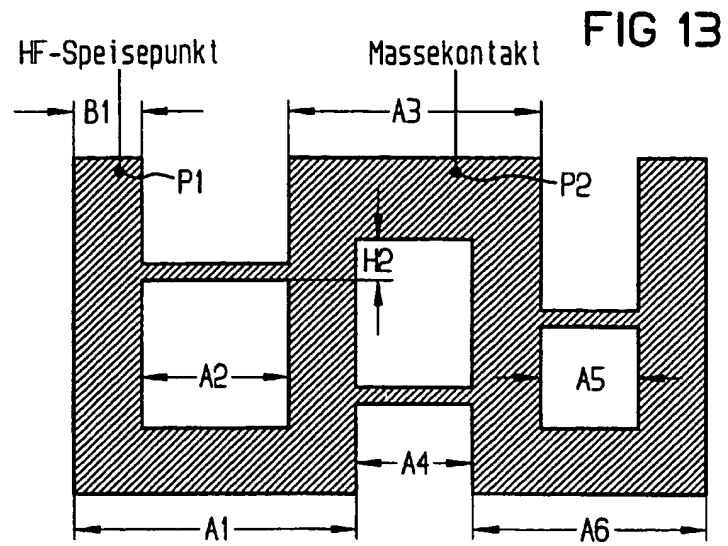 FIG 13
HF-Speisepunkt
Massekontakt
B1
A3
P1
P2
H2
A2
A5
A4
A1
A6